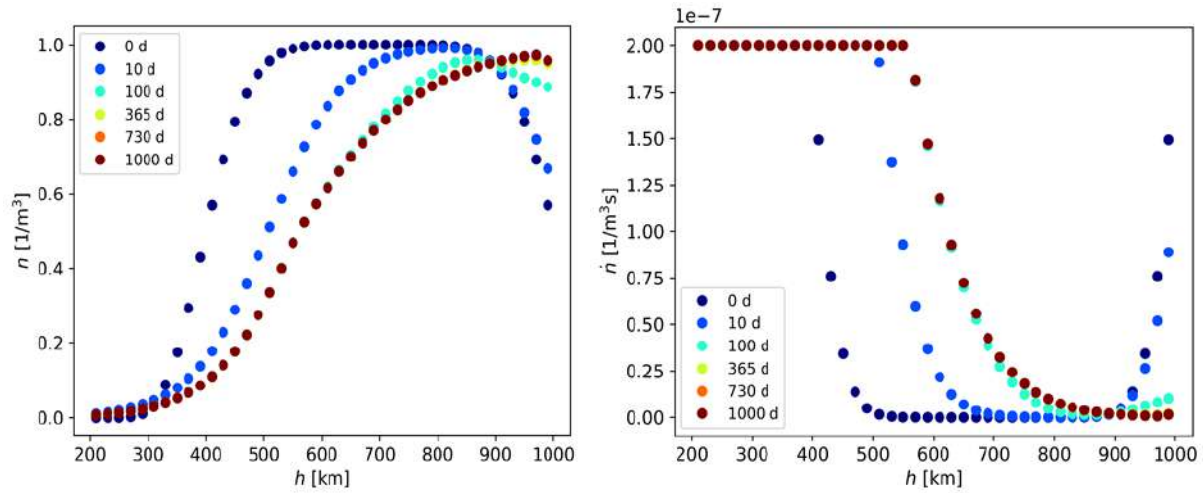 1.0
0.8
0.6
0.4
0.2
0.0
n [1/m³]
0 d
10 d
100 d
365 d
730 d
1000 d
200 300 400 500 600 700 800 900 1000
h [km]
1e−7
2.00
1.75
1.50
1.25
1.00
0.75
0.50
0.25
0.00
ṅ [1/m³s]
0 d
10 d
100 d
365 d
730 d
1000 d
200 300 400 500 600 700 800 900 1000
h [km]